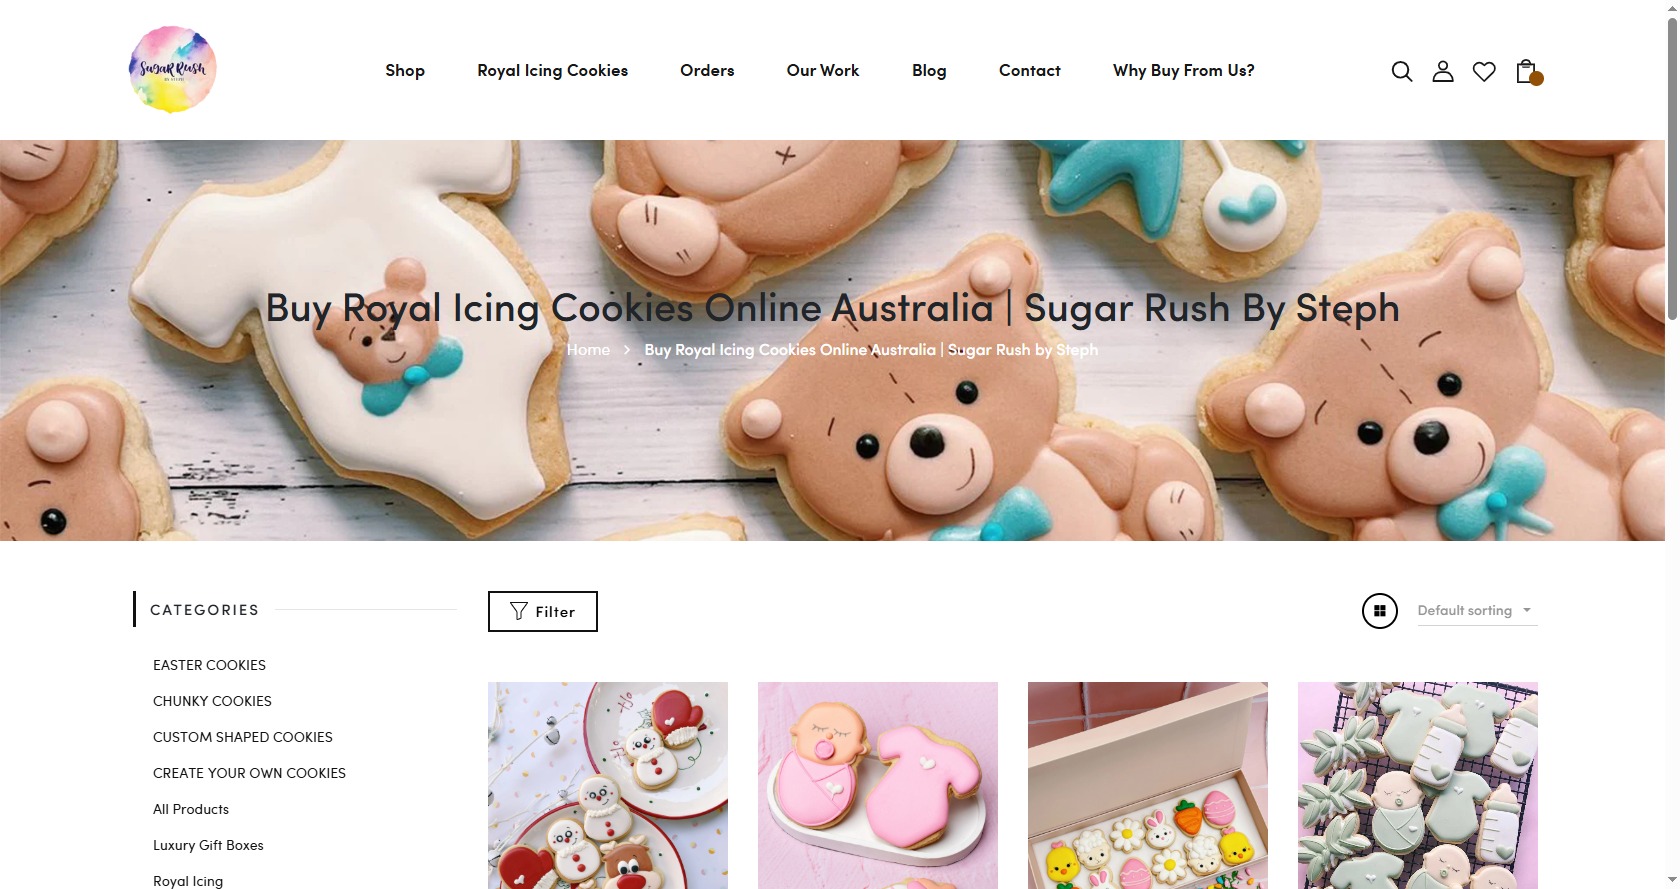 Sugar Rush
Shop
Royal Icing Cookies
Orders
Our Work
Blog
Contact
Why Buy From Us?
Buy Royal Icing Cookies Online Australia | Sugar Rush By Steph
Home
Buy Royal Icing Cookies Online Australia | Sugar Rush by Steph
CATEGORIES
EASTER COOKIES
CHUNKY COOKIES
CUSTOM SHAPED COOKIES
CREATE YOUR OWN COOKIES
All Products
Luxury Gift Boxes
Royal Icing
Filter
Default sorting